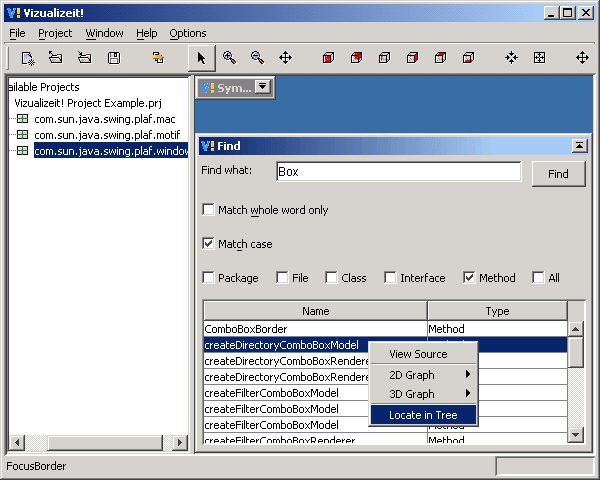 Vizualizeit!
File Project Window Help Options
ailable Projects
Vizualizeit! Project Example.prj
com.sun.java.swing.plaf.mac
com.sun.java.swing.plaf.motif
com.sun.java.swing.plaf.window
V! Sym...
V! Find
Find what: Box Find
Match whole word only
Match case
Package File Class Interface Method All
Name Type
ComboBoxBorder Method
createDirectoryComboBoxModel
createDirectoryComboBoxRendere
createDirectoryComboBoxRendere
createFilterComboBoxModel
createFilterComboBoxModel
createFilterComboBoxModel
createFilterComboBoxRenderer Method
View Source
2D Graph
3D Graph
Locate in Tree
FocusBorder